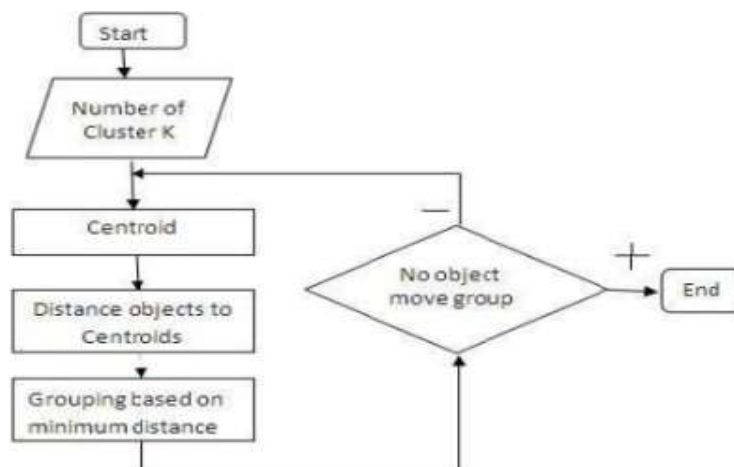 Start
Number of
Cluster K
Centroid
Distance objects to
Centroids
Grouping based on
minimum distance
—
No object
move group
+
End